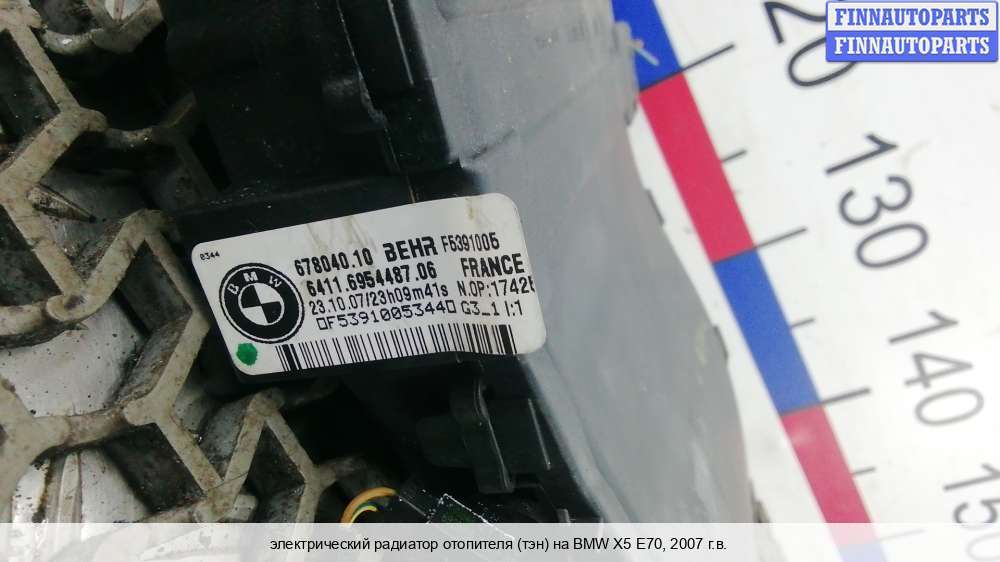 FINNAUTOPARTS
FINNAUTOPARTS
130
140
150
0344
BMW
678040.10 BEHR F5391005
6411.6954487.06 FRANCE
23.10.07/23h09m41s N.OP:1742
0F53910053440 G3_1 I:1
электрический радиатор отопителя (тэн) на BMW X5 E70, 2007 г.в.